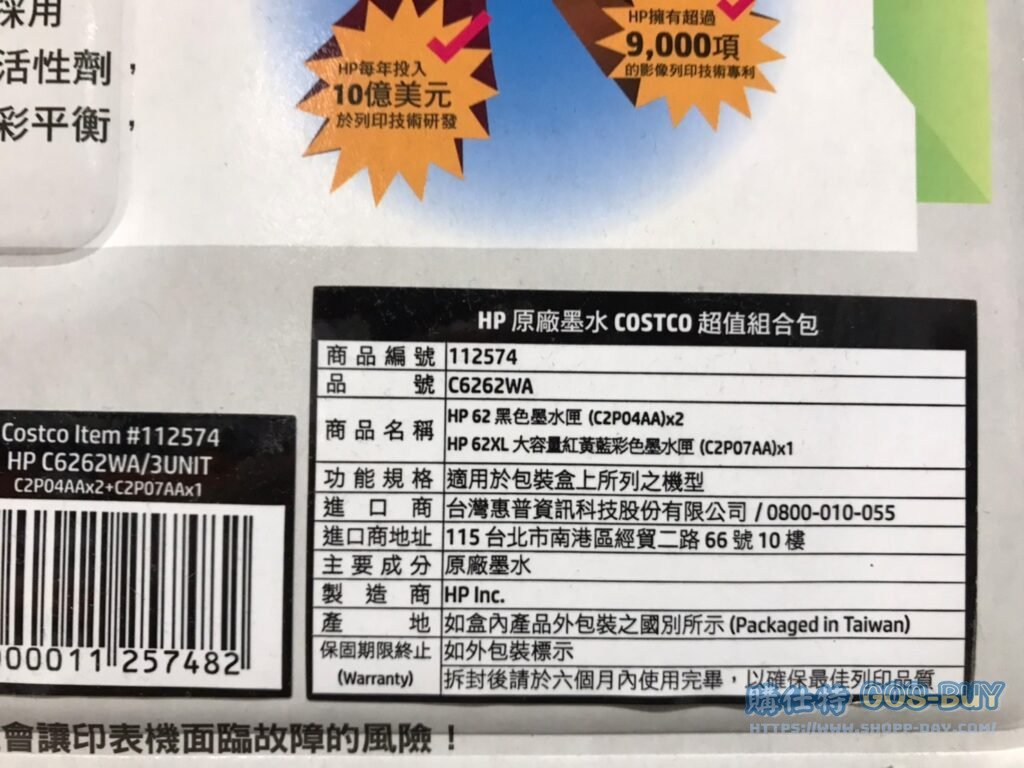 採用
活性劑，
彩平衡，
HP每年投入
10億美元
於列印技術研發
HP擁有超過
9,000項
的影像列印技術專利
HP 原廠墨水 COSTCO 超值組合包
商品編號 112574
品號 C6262WA
商品名稱 HP 62 黑色墨水匣 (C2P04AA)x2
HP 62XL 大容量紅黃藍彩色墨水匣 (C2P07AA)x1
功能規格 適用於包裝盒上所列之機型
進口商 台灣惠普資訊科技股份有限公司 / 0800-010-055
進口商地址 115 台北市南港區經貿二路 66 號 10 樓
主要成分 原廠墨水
製造商 HP Inc.
產地 如盒內產品外包裝之國別所示 (Packaged in Taiwan)
保固期限終止 如外包裝標示
(Warranty) 拆封後請於六個月內使用完畢，以確保最佳列印品質
Costco Item #112574
HP C6262WA/3UNIT
C2P04AAx2+C2P07AAx1
00011 257482
會讓印表機面臨故障的風險！
購仕特 GOS-BUY
HTTPS://WWW.SHOPP-DAY.COM/